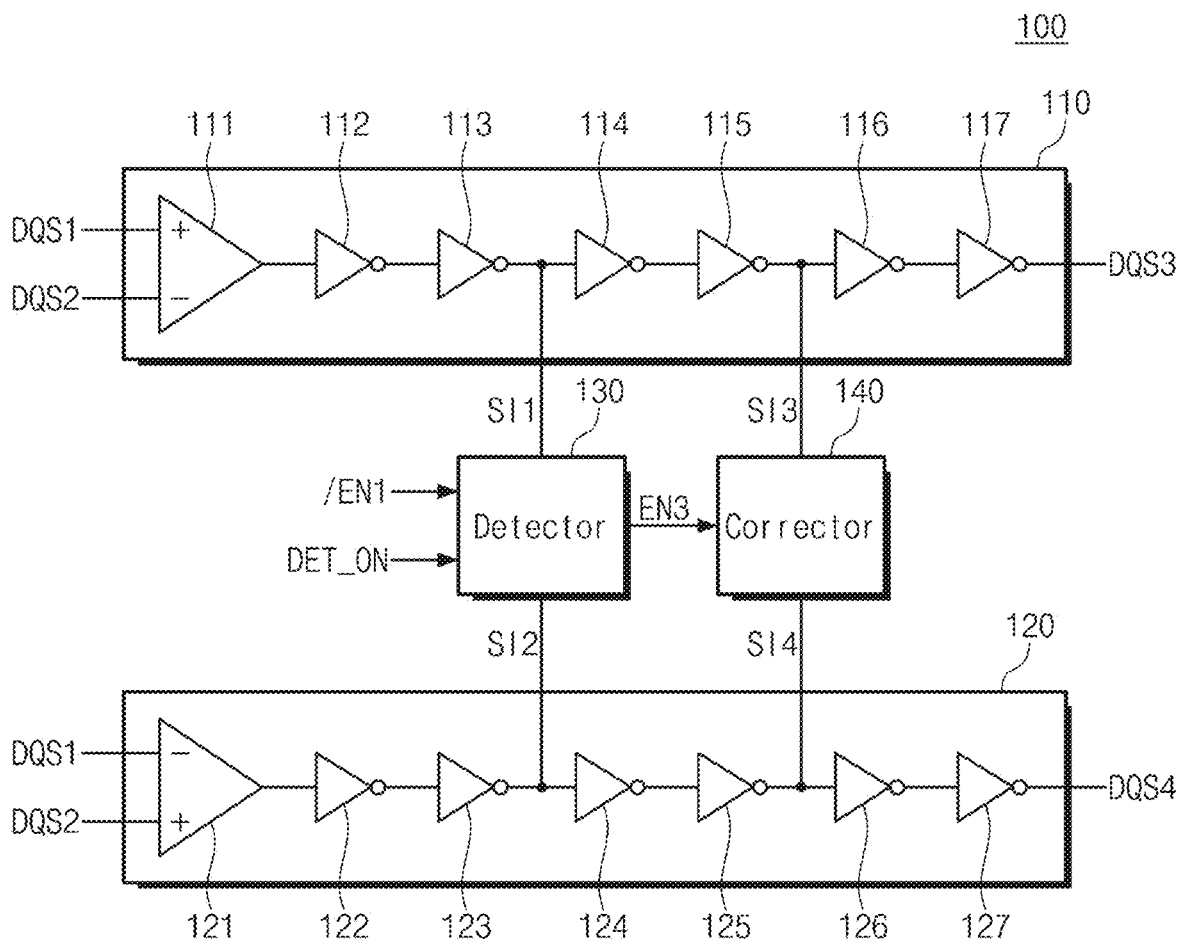 100
110
111 112 113 114 115 116 117
DQS1 +
DQS2 −
DQS3
130 140
SI1 SI3
/EN1
DET_ON
Detector
EN3
Corrector
SI2 SI4
120
DQS1 −
DQS2 +
DQS4
121 122 123 124 125 126 127